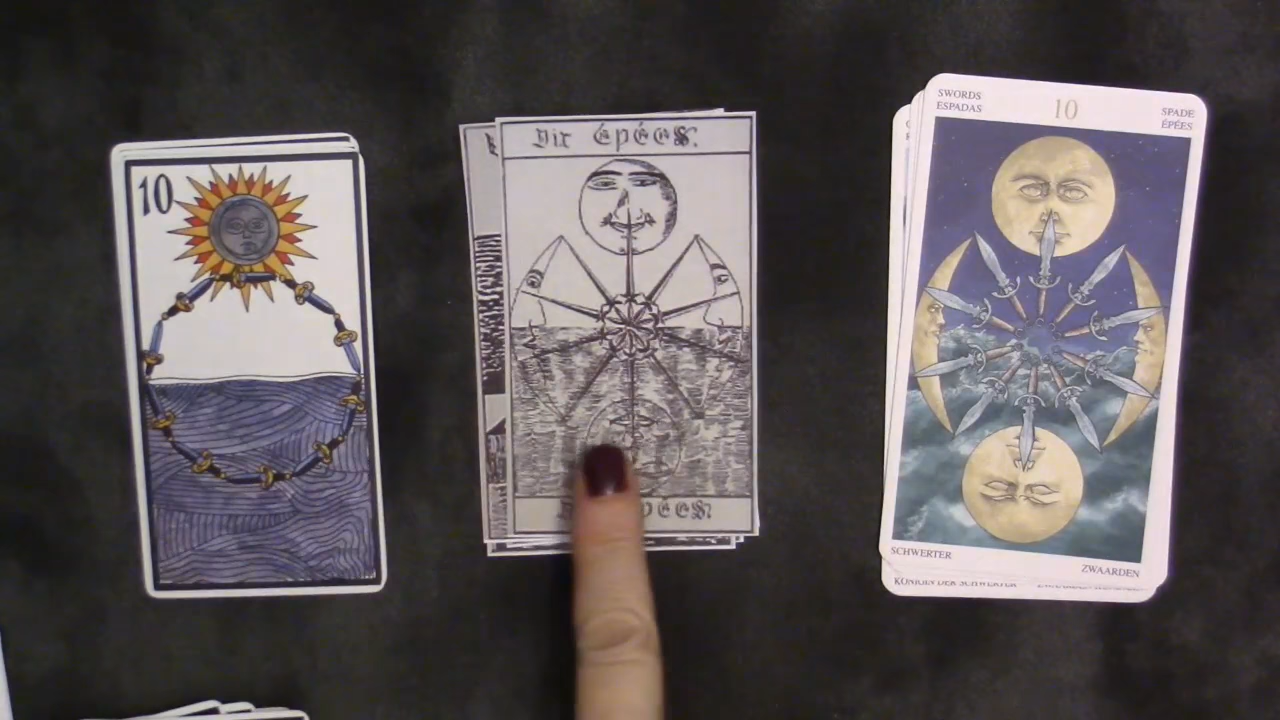 10
Dix ÉPÉES.
SWORDS
ESPADAS
10
SPADE
ÉPÉES
SCHWERTER
ZWAARDEN